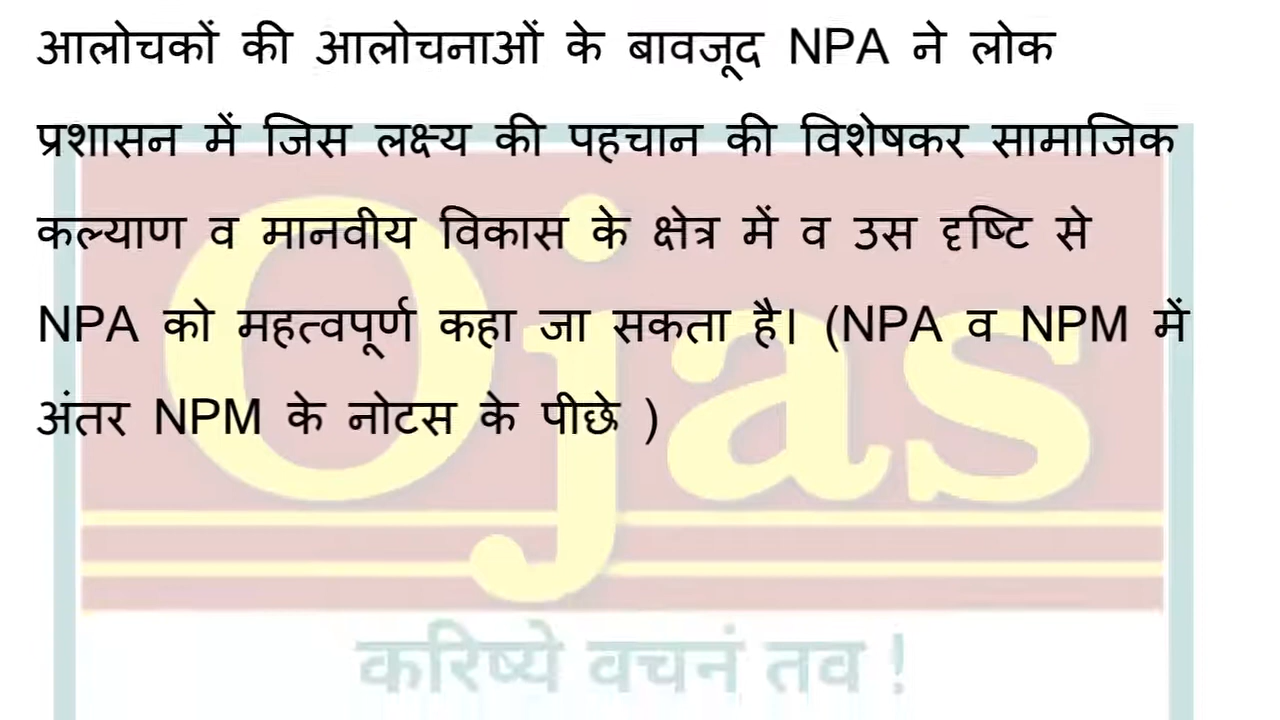 आलोचकों की आलोचनाओं के बावजूद NPA ने लोक
प्रशासन में जिस लक्ष्य की पहचान की विशेषकर सामाजिक
कल्याण व मानवीय विकास के क्षेत्र में व उस दृष्टि से
NPA को महत्वपूर्ण कहा जा सकता है। (NPA व NPM में
अंतर NPM के नोटस के पीछे )
Ojas
करिष्ये वचनं तव !